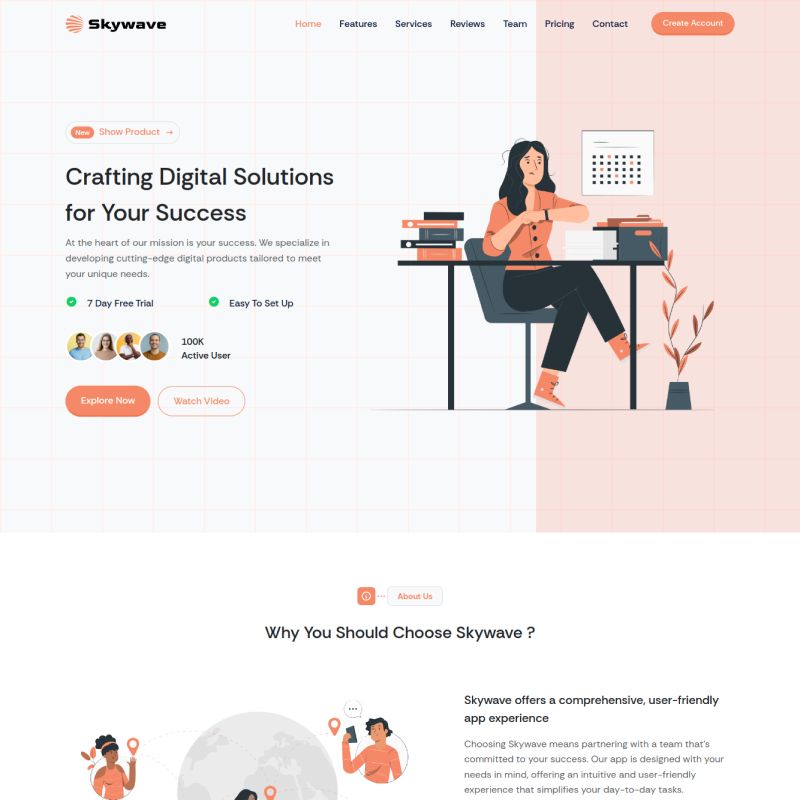 Skywave
Home Features Services Reviews Team Pricing Contact Create Account
New Show Product →
Crafting Digital Solutions
for Your Success
At the heart of our mission is your success. We specialize in
developing cutting-edge digital products tailored to meet
your unique needs.
7 Day Free Trial Easy To Set Up
100K
Active User
Explore Now Watch Video
About Us
Why You Should Choose Skywave ?
Skywave offers a comprehensive, user-friendly
app experience
Choosing Skywave means partnering with a team that's
committed to your success. Our app is designed with your
needs in mind, offering an intuitive and user-friendly
experience that simplifies your day-to-day tasks.